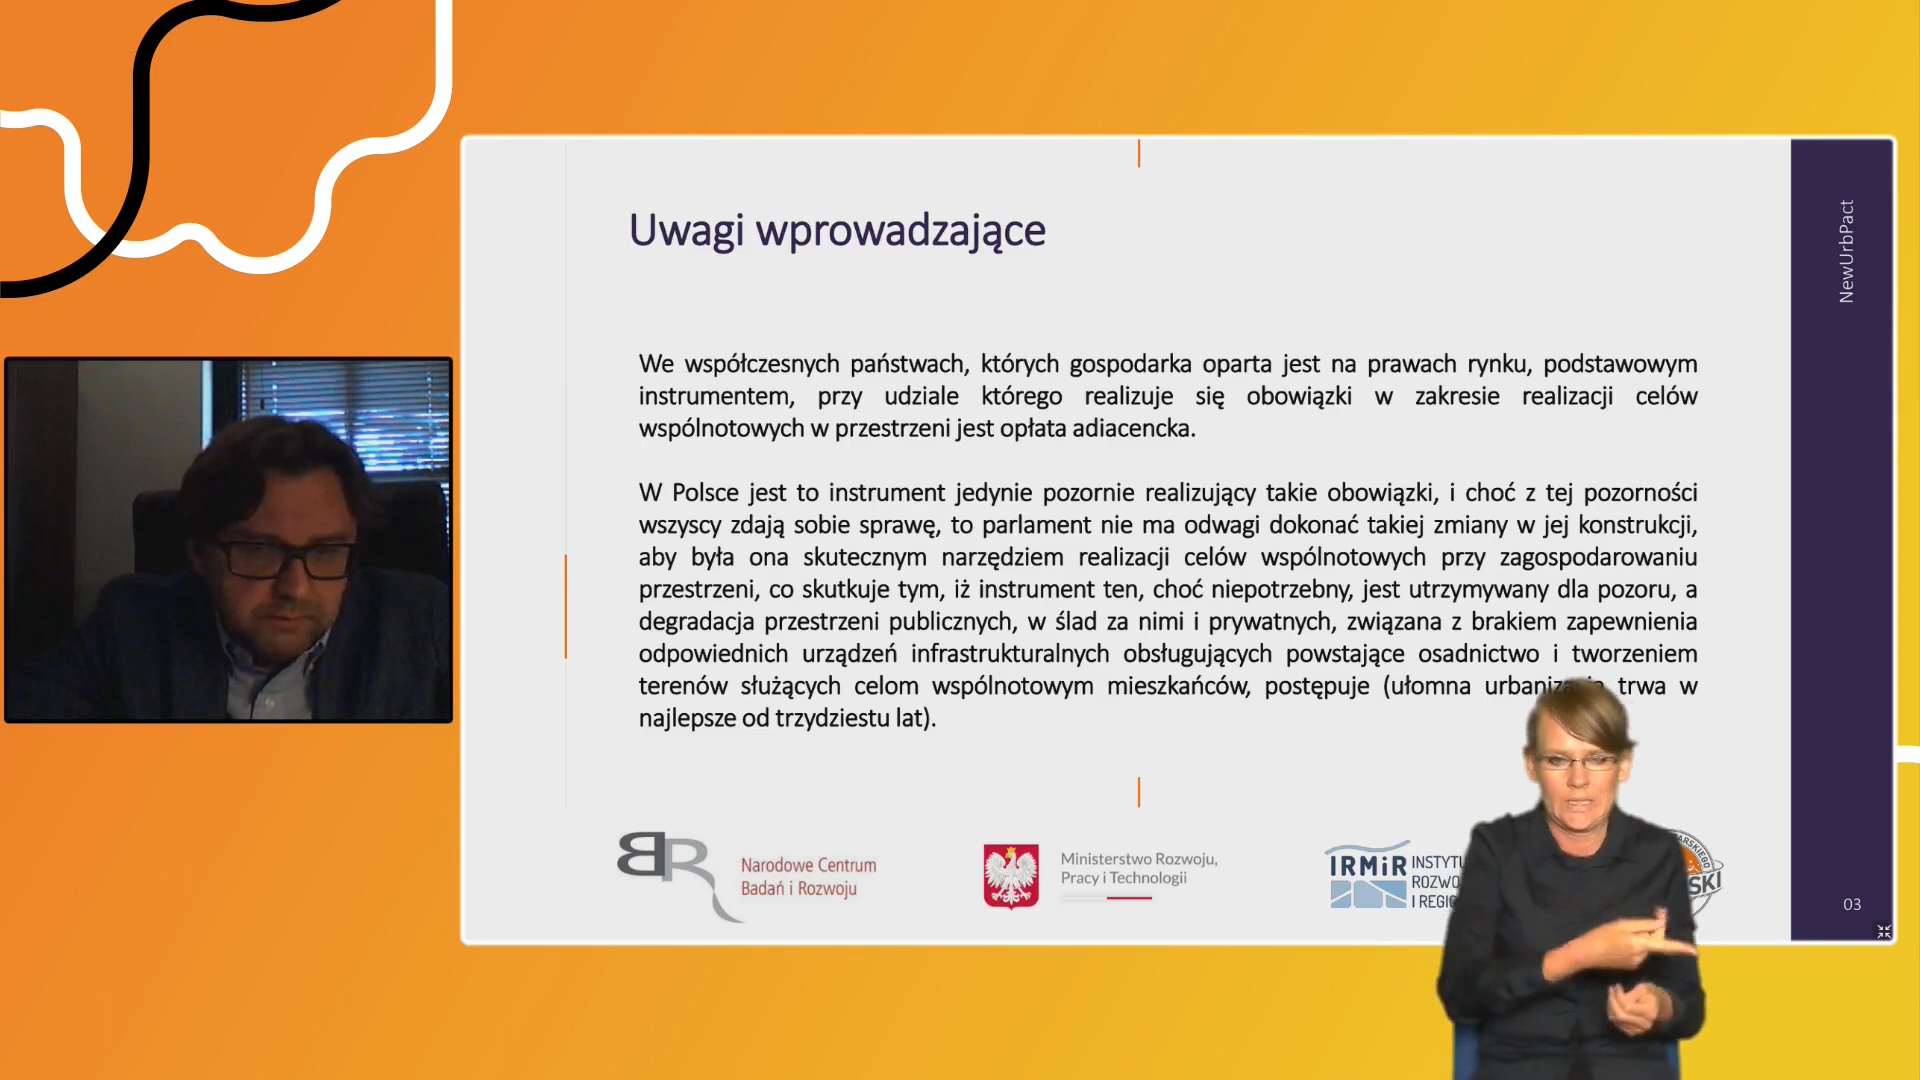 Uwagi wprowadzające
NewUrbPact
We współczesnych państwach, których gospodarka oparta jest na prawach rynku, podstawowym
instrumentem, przy udziale którego realizuje się obowiązki w zakresie realizacji celów
wspólnotowych w przestrzeni jest opłata adiacencka.
W Polsce jest to instrument jedynie pozornie realizujący takie obowiązki, i choć z tej pozorności
wszyscy zdają sobie sprawę, to parlament nie ma odwagi dokonać takiej zmiany w jej konstrukcji,
aby była ona skutecznym narzędziem realizacji celów wspólnotowych przy zagospodarowaniu
przestrzeni, co skutkuje tym, iż instrument ten, choć niepotrzebny, jest utrzymywany dla pozoru, a
degradacja przestrzeni publicznych, w ślad za nimi i prywatnych, związana z brakiem zapewnienia
odpowiednich urządzeń infrastrukturalnych obsługujących powstające osadnictwo i tworzeniem
terenów służących celom wspólnotowym mieszkańców, postępuje (ułomna trwa w
najlepsze od trzydziestu lat).
BR
Narodowe Centrum
Badań i Rozwoju
Ministerstwo Rozwoju,
Pracy i Technologii
IRMiR
03